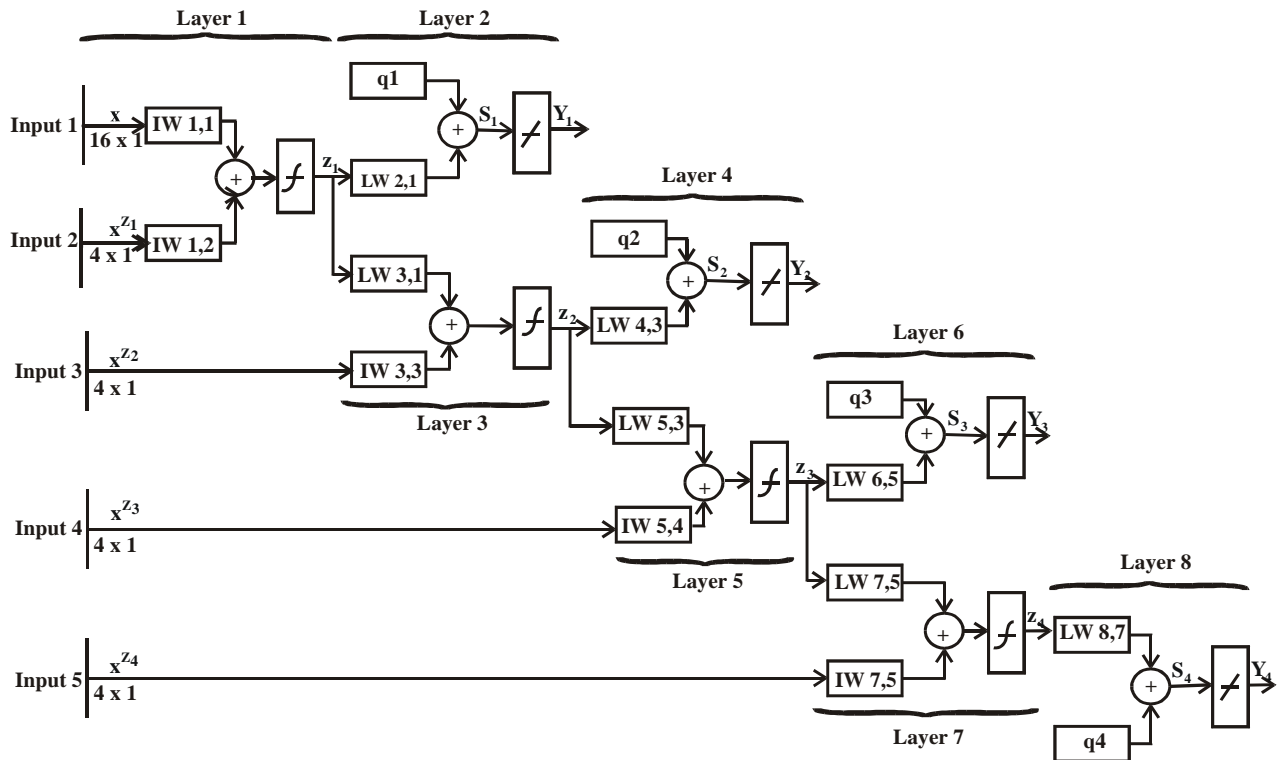 Layer 1
Layer 2
q1
S1
Y1
Input 1
x
16 x 1
IW 1,1
+
+
z1
LW 2,1
Layer 4
Input 2
xZ1
4 x 1
IW 1,2
q2
S2
Y2
+
LW 3,1
+
z2
LW 4,3
Layer 6
Input 3
xZ2
4 x 1
IW 3,3
Layer 3
q3
S3
Y3
LW 5,3
+
z3
LW 6,5
+
Input 4
xZ3
4 x 1
IW 5,4
Layer 5
Layer 8
LW 7,5
+
z4
LW 8,7
Input 5
xZ4
4 x 1
IW 7,5
S4
Y4
+
Layer 7
q4